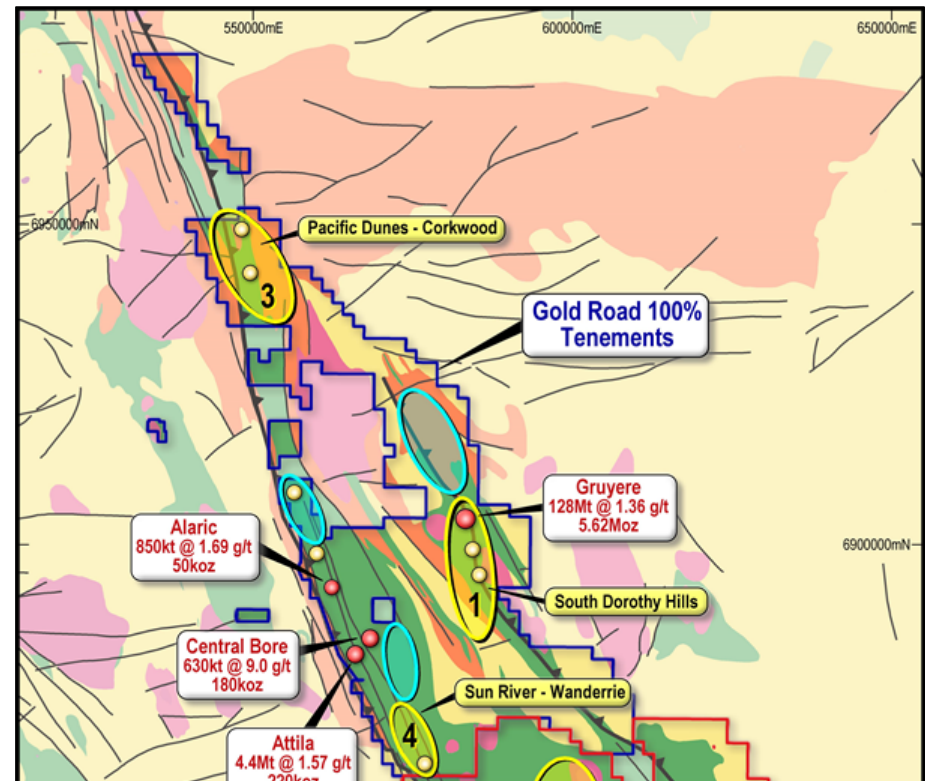 550000mE
600000mE
650000mE
6950000mN
Pacific Dunes - Corkwood
3
Gold Road 100%
Tenements
Gruyere
128Mt @ 1.36 g/t
5.62Moz
Alaric
850kt @ 1.69 g/t
50koz
6900000mN
1
South Dorothy Hills
Central Bore
630kt @ 9.0 g/t
180koz
Sun River - Wanderrie
4
Attila
4.4Mt @ 1.57 g/t
220koz